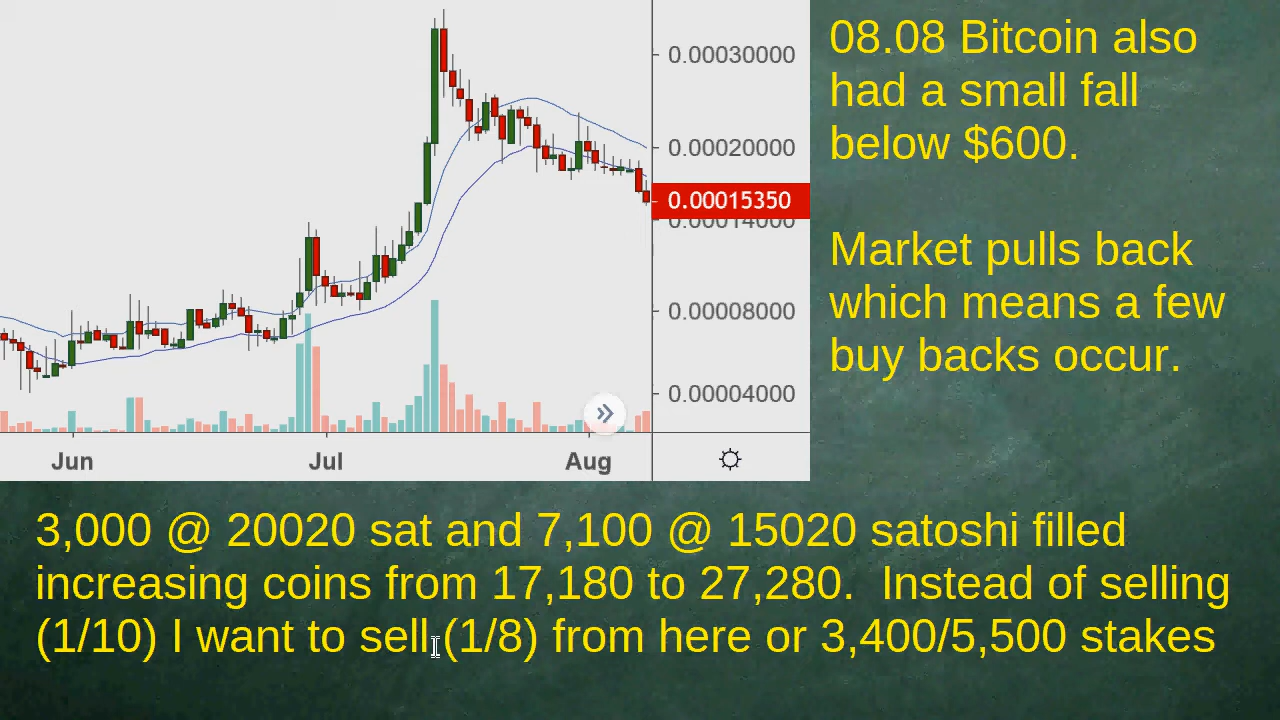 08.08 Bitcoin also
had a small fall
below $600.
Market pulls back
which means a few
buy backs occur.
0.00030000
0.00020000
0.00015350
0.00014000
0.00008000
0.00004000
Jun
Jul
Aug
3,000 @ 20020 sat and 7,100 @ 15020 satoshi filled
increasing coins from 17,180 to 27,280.  Instead of selling
(1/10) I want to sell (1/8) from here or 3,400/5,500 stakes